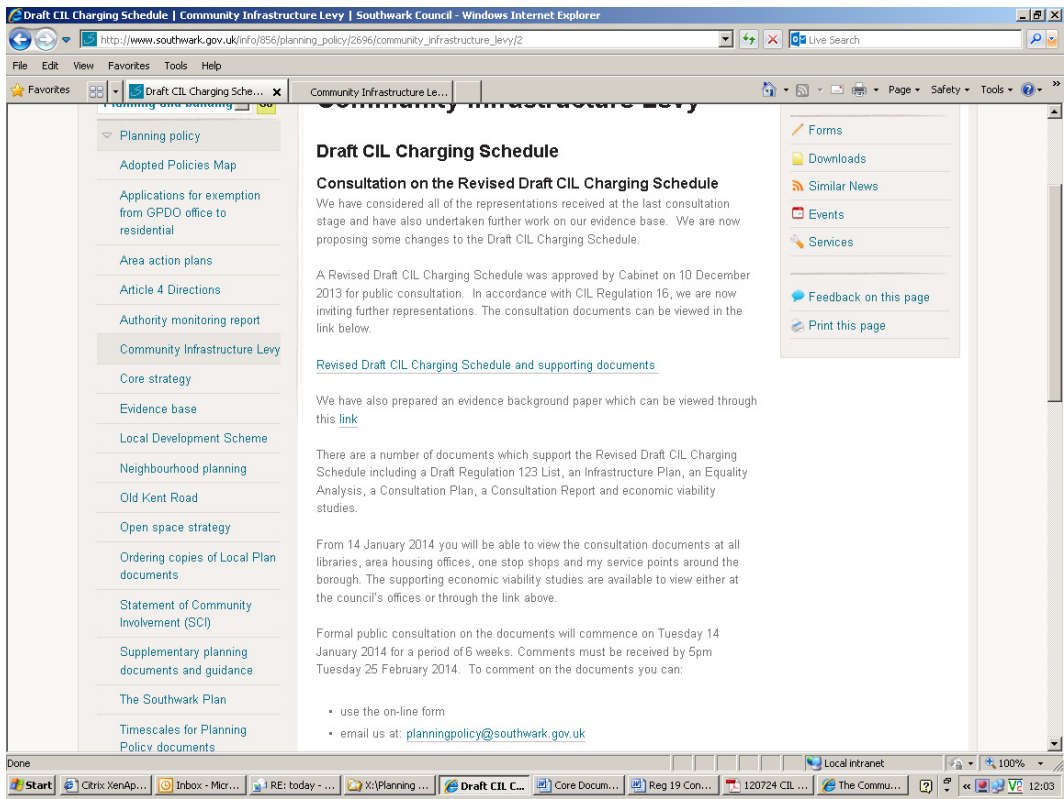 Draft CIL Charging Schedule | Community Infrastructure Levy | Southwark Council - Windows Internet Explorer
http://www.southwark.gov.uk/info/856/planning_policy/2696/community_infrastructure_levy/2
Live Search
File Edit View Favorites Tools Help
Favorites
Draft CIL Charging Sche...
Community Infrastructure Le...
Page Safety Tools
Planning and building
Go
Planning policy
Adopted Policies Map
Applications for exemption
from GPDO office to
residential
Area action plans
Article 4 Directions
Authority monitoring report
Community Infrastructure Levy
Core strategy
Evidence base
Local Development Scheme
Neighbourhood planning
Old Kent Road
Open space strategy
Ordering copies of Local Plan
documents
Statement of Community
Involvement (SCI)
Supplementary planning
documents and guidance
The Southwark Plan
Timescales for Planning
Policy documents
Community Infrastructure Levy
Draft CIL Charging Schedule
Consultation on the Revised Draft CIL Charging Schedule
We have considered all of the representations received at the last consultation
stage and have also undertaken further work on our evidence base. We are now
proposing some changes to the Draft CIL Charging Schedule.
A Revised Draft CIL Charging Schedule was approved by Cabinet on 10 December
2013 for public consultation. In accordance with CIL Regulation 16, we are now
inviting further representations. The consultation documents can be viewed in the
link below.
Revised Draft CIL Charging Schedule and supporting documents
We have also prepared an evidence background paper which can be viewed through
this link
There are a number of documents which support the Revised Draft CIL Charging
Schedule including a Draft Regulation 123 List, an Infrastructure Plan, an Equality
Analysis, a Consultation Plan, a Consultation Report and economic viability
studies.
From 14 January 2014 you will be able to view the consultation documents at all
libraries, area housing offices, one stop shops and my service points around the
borough. The supporting economic viability studies are available to view either at
the council's offices or through the link above.
Formal public consultation on the documents will commence on Tuesday 14
January 2014 for a period of 6 weeks. Comments must be received by 5pm
Tuesday 25 February 2014. To comment on the documents you can:
• use the on-line form
• email us at: planningpolicy@southwark.gov.uk
Forms
Downloads
Similar News
Events
Services
Feedback on this page
Print this page
Done
Local intranet
100%
Start
Citrix XenAp...
Inbox - Micr...
RE: today - ...
X:\Planning ...
Draft CIL C...
Core Docum...
Reg 19 Con...
120724 CIL ...
The Commu...
12:03